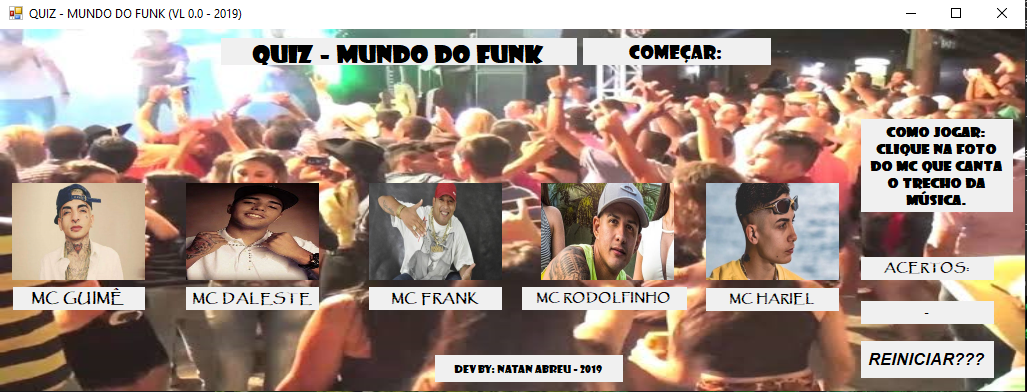 QUIZ - MUNDO DO FUNK (VL 0.0 - 2019)
QUIZ - MUNDO DO FUNK
COMEÇAR:
COMO JOGAR:
CLIQUE NA FOTO
DO MC QUE CANTA
O TRECHO DA
MÚSICA.
MC GUIMÊ
MC DALESTE
MC FRANK
MC RODOLFINHO
MC HARIEL
ACERTOS:
-
REINICIAR???
DEV BY: NATAN ABREU - 2019